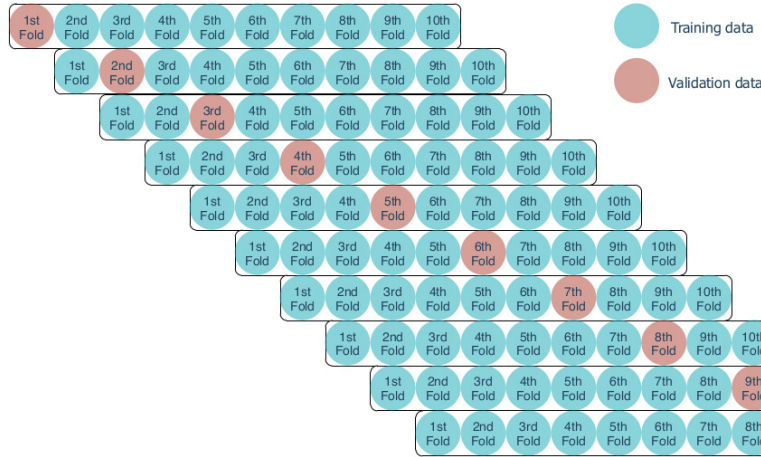 1st 2nd 3rd 4th 5th 6th 7th 8th 9th 10th
Fold Fold Fold Fold Fold Fold Fold Fold Fold Fold
Training data
1st 2nd 3rd 4th 5th 6th 7th 8th 9th 10th
Fold Fold Fold Fold Fold Fold Fold Fold Fold Fold
Validation data
1st 2nd 3rd 4th 5th 6th 7th 8th 9th 10th
Fold Fold Fold Fold Fold Fold Fold Fold Fold Fold
1st 2nd 3rd 4th 5th 6th 7th 8th 9th 10th
Fold Fold Fold Fold Fold Fold Fold Fold Fold Fold
1st 2nd 3rd 4th 5th 6th 7th 8th 9th 10th
Fold Fold Fold Fold Fold Fold Fold Fold Fold Fold
1st 2nd 3rd 4th 5th 6th 7th 8th 9th 10th
Fold Fold Fold Fold Fold Fold Fold Fold Fold Fold
1st 2nd 3rd 4th 5th 6th 7th 8th 9th 10th
Fold Fold Fold Fold Fold Fold Fold Fold Fold Fold
1st 2nd 3rd 4th 5th 6th 7th 8th 9th 10th
Fold Fold Fold Fold Fold Fold Fold Fold Fold Fold
1st 2nd 3rd 4th 5th 6th 7th 8th 9th
Fold Fold Fold Fold Fold Fold Fold Fold Fold
1st 2nd 3rd 4th 5th 6th 7th 8th
Fold Fold Fold Fold Fold Fold Fold Fold